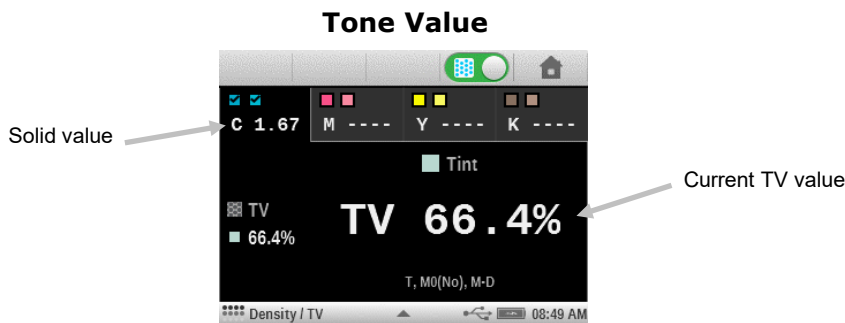 Tone Value
Solid value
C 1.67 M ---- Y ---- K ----
Tint
Current TV value
TV
66.4%
TV 66.4%
T, M0(No), M-D
Density / TV 08:49 AM